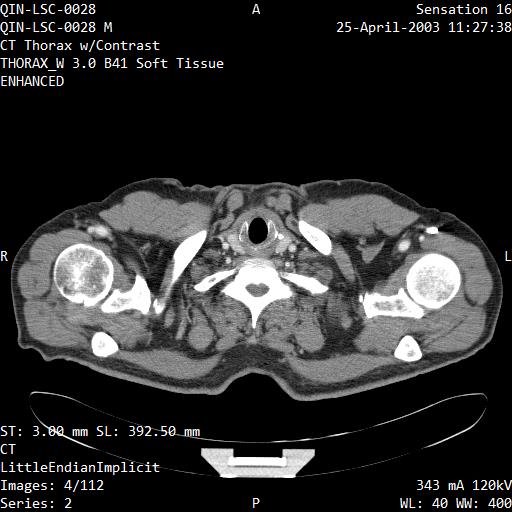 QIN-LSC-0028
A
Sensation 16
QIN-LSC-0028 M
25-April-2003 11:27:38
CT Thorax w/Contrast
THORAX_W 3.0 B41 Soft Tissue
ENHANCED
R
L
ST: 3.00 mm SL: 392.50 mm
CT
LittleEndianImplicit
Images: 4/112
343 mA 120kV
Series: 2
P
WL: 40 WW: 400